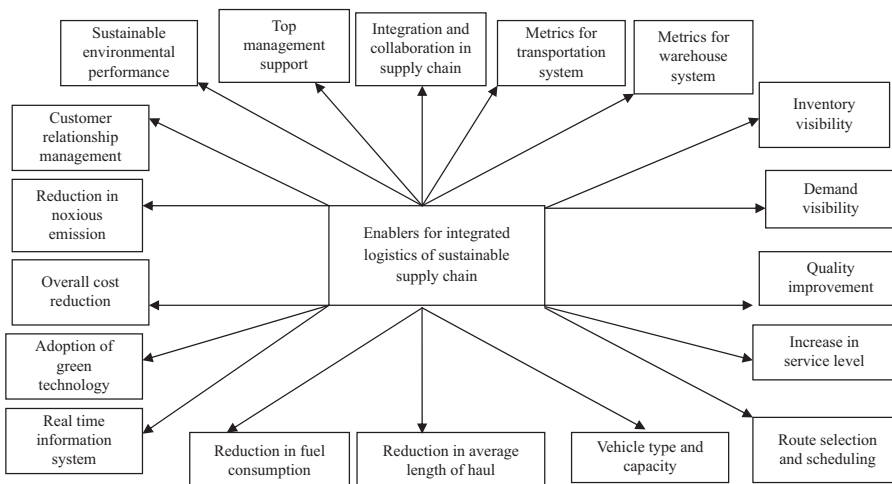 Sustainable
environmental
performance
Top
management
support
Integration and
collaboration in
supply chain
Metrics for
transportation
system
Metrics for
warehouse
system
Inventory
visibility
Customer
relationship
management
Reduction in
noxious
emission
Demand
visibility
Enablers for integrated
logistics of sustainable
supply chain
Overall cost
reduction
Quality
improvement
Adoption of
green
technology
Increase in
service level
Real time
information
system
Reduction in fuel
consumption
Reduction in average
length of haul
Vehicle type and
capacity
Route selection
and scheduling